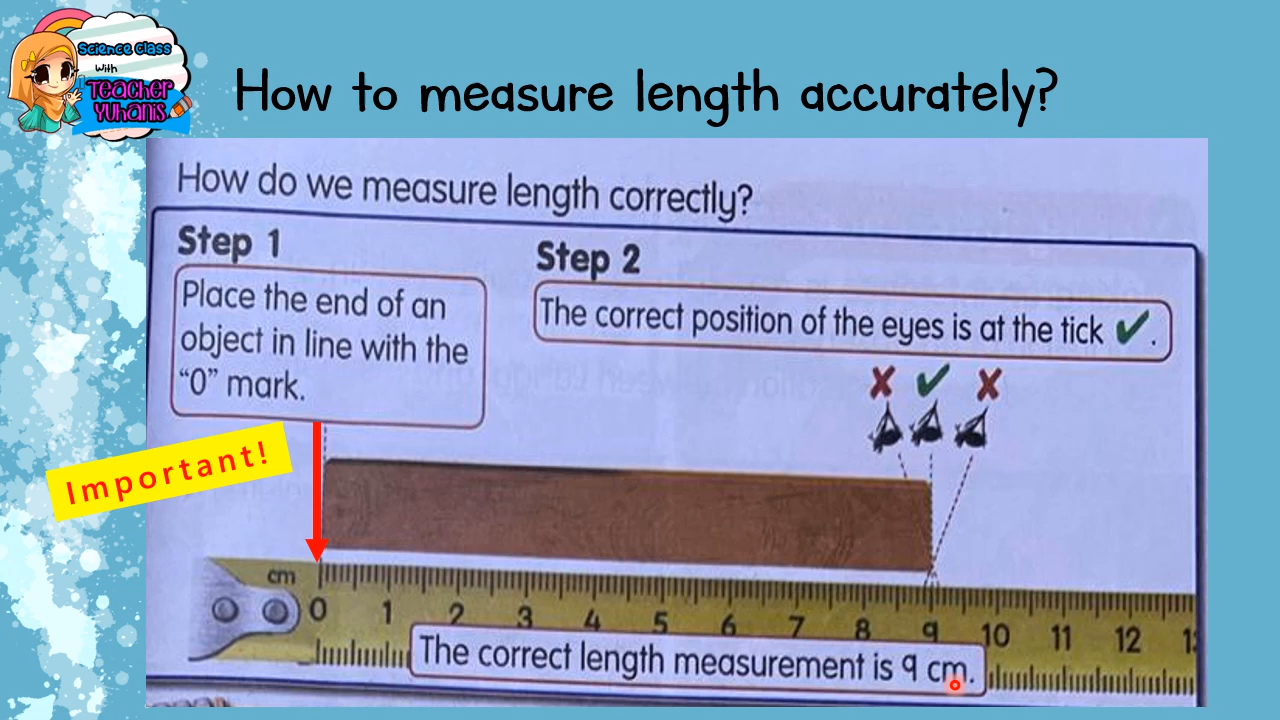 Science Class
with
Teacher
Yuhanis
How to measure length accurately?
How do we measure length correctly?
Step 1
Place the end of an
object in line with the
“0” mark.
Step 2
The correct position of the eyes is at the tick ✔.
✘ ✔ ✘
Important!
cm
0 1 2 3 4 5 6 7 8 9 10 11 12
The correct length measurement is 9 cm.